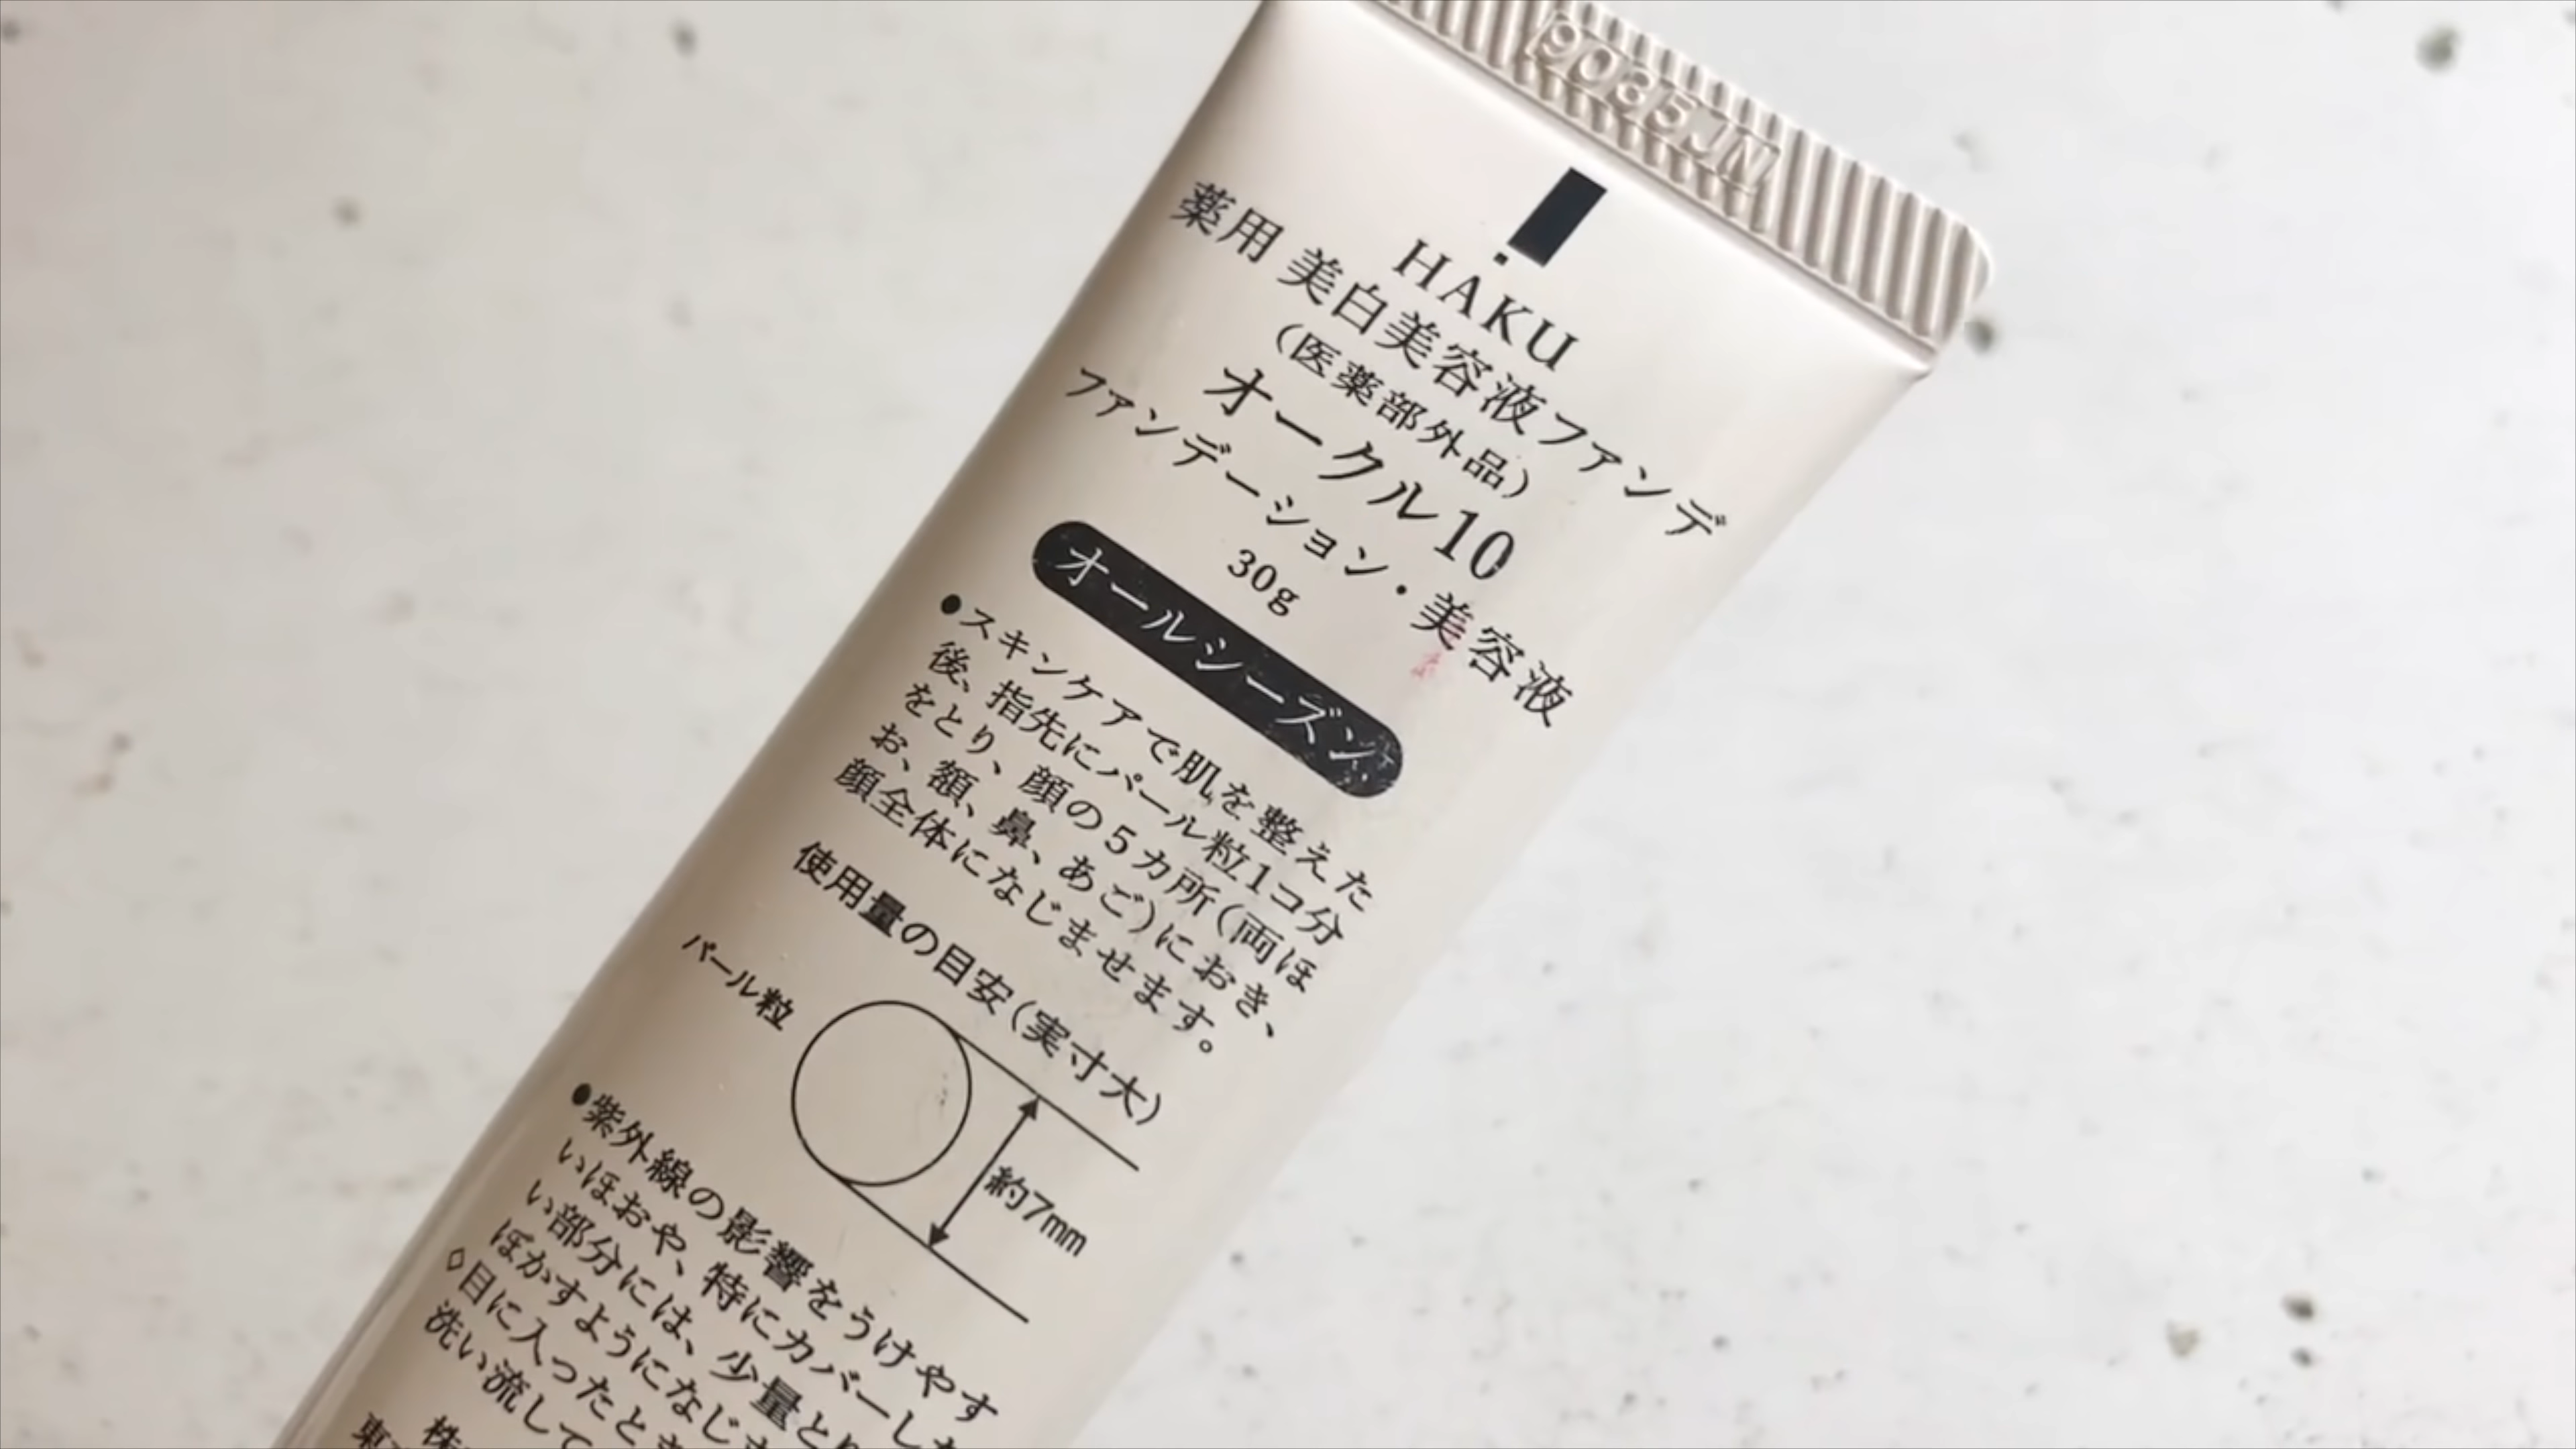 9035JN
HAKU
薬用 美白美容液ファンデ
(医薬部外品)
オークル10
ファンデーション・美容液
30g
オールシーズン
●スキンケアで肌を整えた
後、指先にパール粒1コ分
をとり、顔の5カ所(両ほ
お、額、鼻、あご)におき、
顔全体になじませます。
使用量の目安(実寸大)
パール粒
約7mm
●紫外線の影響をうけやす
いほおや、特にカバーした
い部分には、少量とり
ぼかすようになじ
◇目に入ったとき
洗い流して
株
東